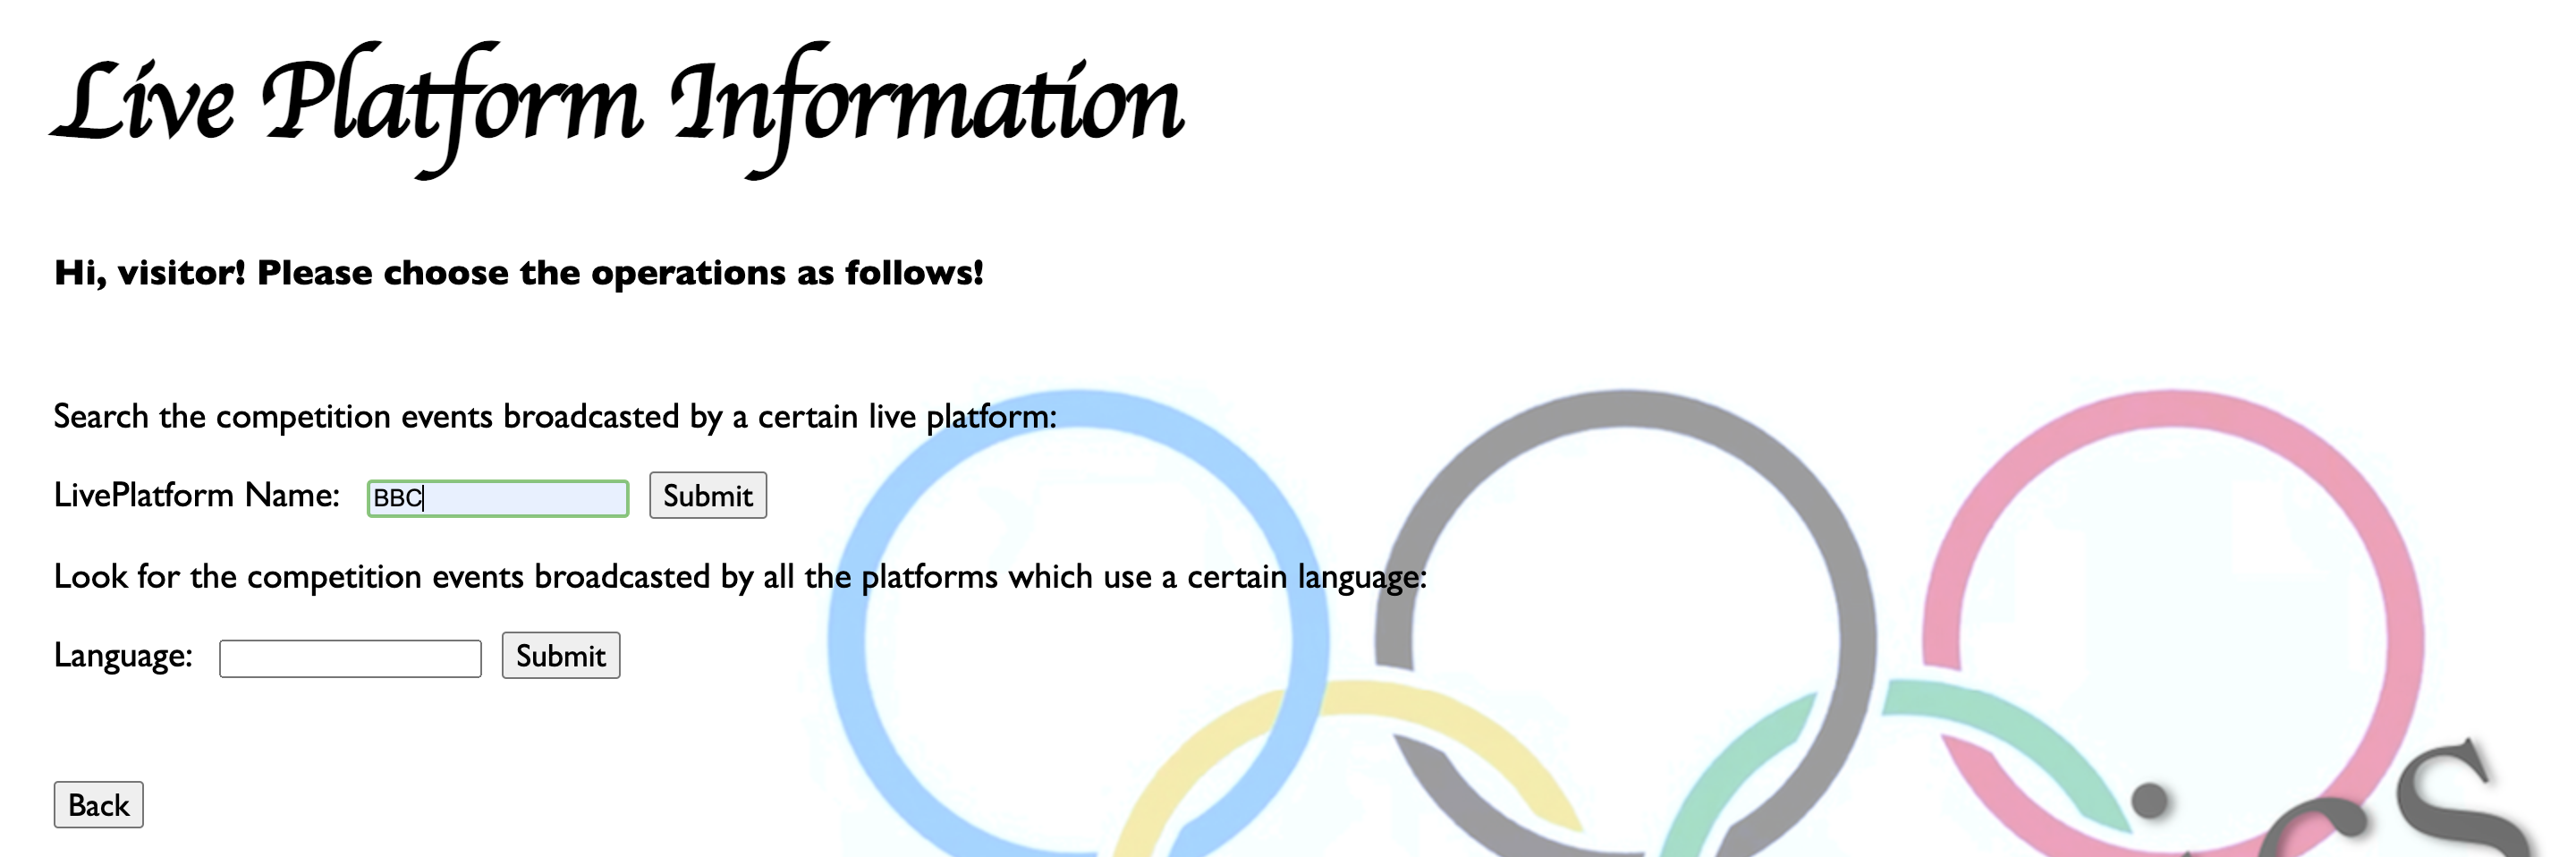 Live Platform Information
Hi, visitor! Please choose the operations as follows!
Search the competition events broadcasted by a certain live platform:
LivePlatform Name: BBC Submit
Look for the competition events broadcasted by all the platforms which use a certain language:
Language: Submit
Back
ics